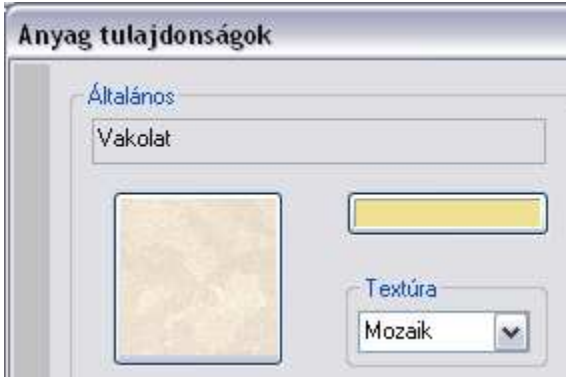 Anyag tulajdonságok
Általános
Vakolat
Textúra
Mozaik